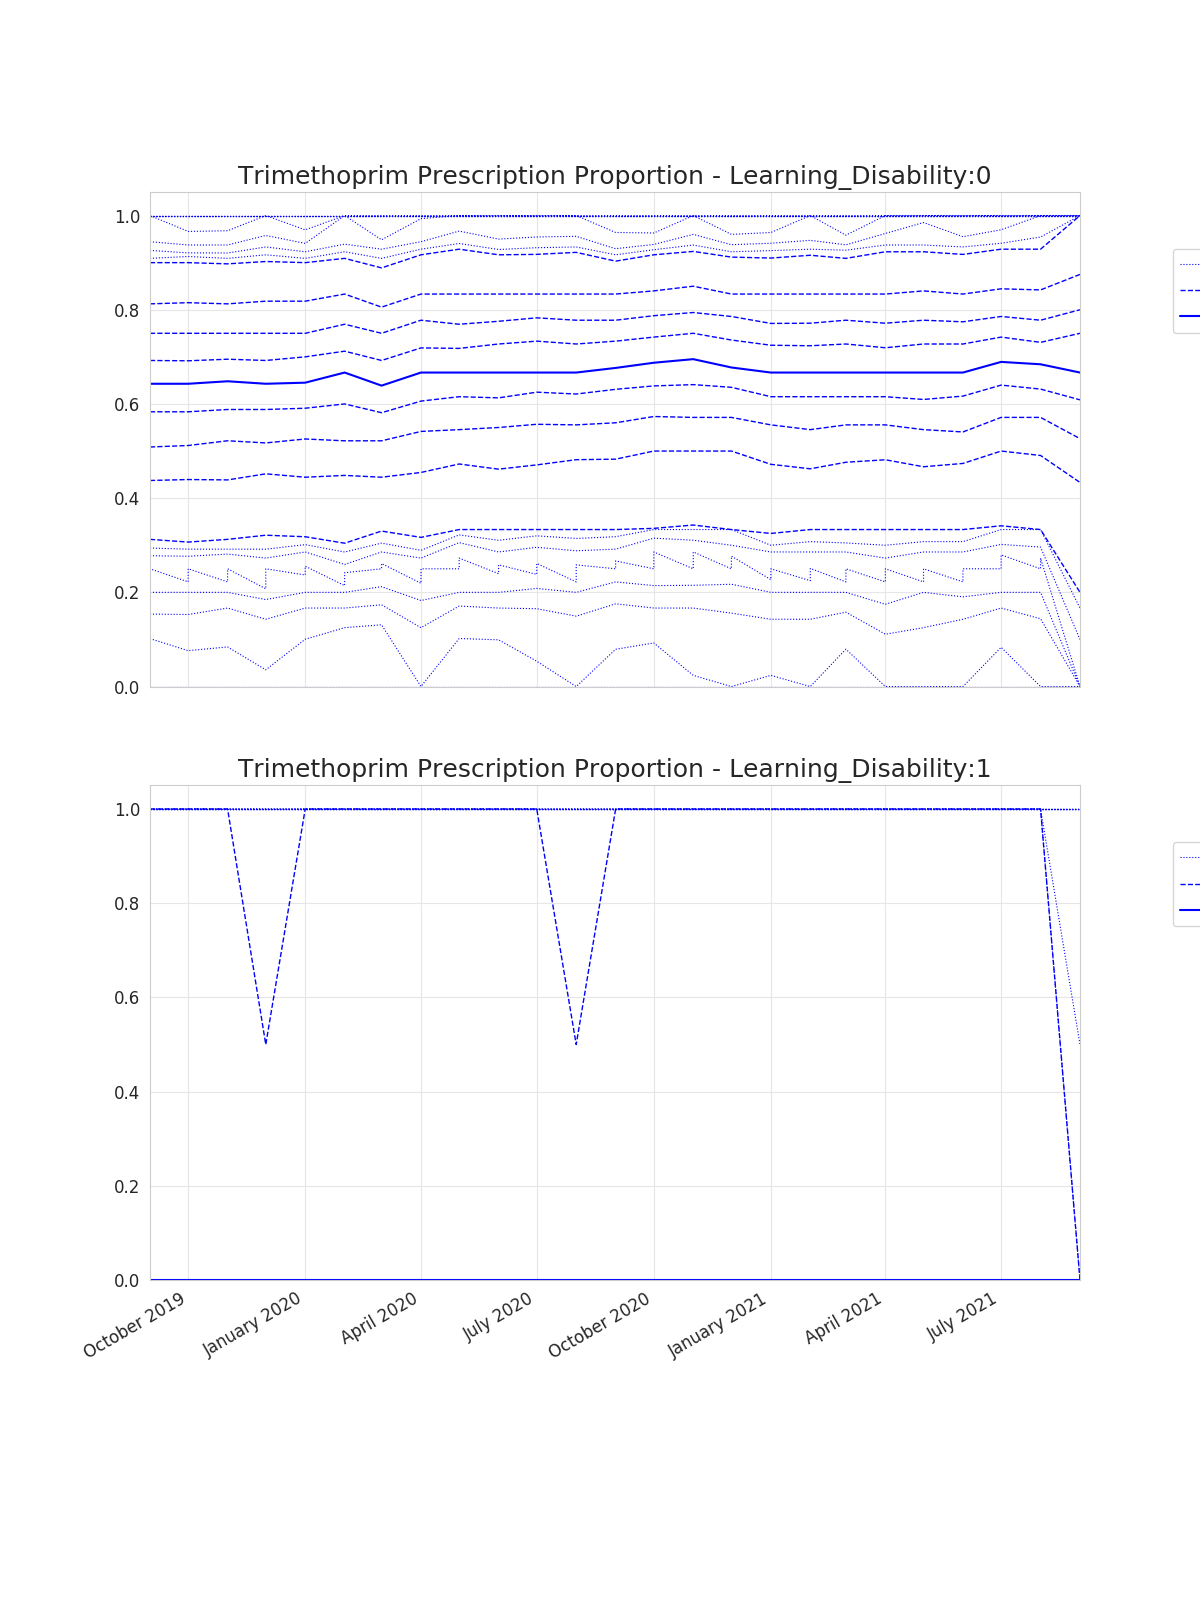 Trimethoprim Prescription Proportion - Learning_Disability:0
1.0
0.8
0.6
0.4
0.2
0.0
Trimethoprim Prescription Proportion - Learning_Disability:1
1.0
0.8
0.6
0.4
0.2
0.0
October 2019
January 2020
April 2020
July 2020
October 2020
January 2021
April 2021
July 2021